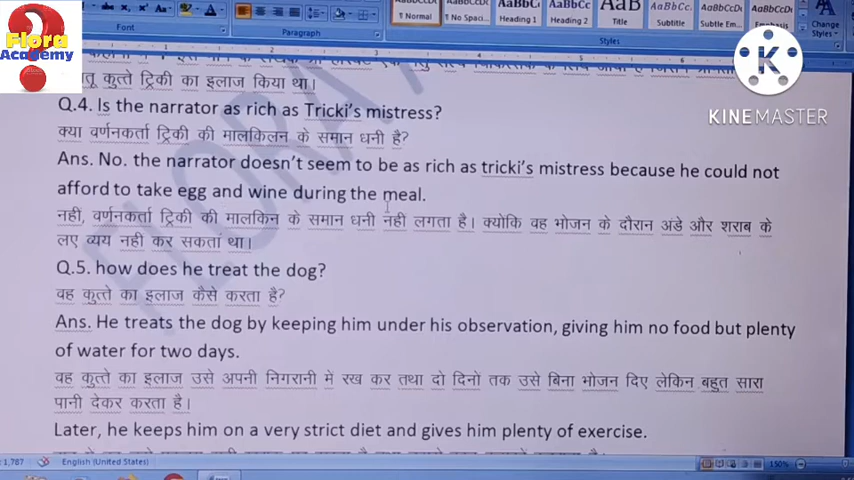 Flora
Academy
Font
Paragraph
Styles
¶ Normal
¶ No Spaci...
Heading 1
Heading 2
Title
Subtitle
Subtle Em...
Emphasis
Change
Styles
KINEMASTER
कुत्ते ट्रिकी का इलाज किया था।
Q.4. Is the narrator as rich as Tricki's mistress?
क्या वर्णनकर्ता ट्रिकी की मालकिलन के समान धनी है?
Ans. No. the narrator doesn't seem to be as rich as tricki's mistress because he could not
afford to take egg and wine during the meal.
नहीं, वर्णनकर्ता ट्रिकी की मालकिन के समान धनी नही लगता है। क्योकि वह भोजन के दौरान अंडे और शराब के
लए व्यय नही कर सकतां था।
Q.5. how does he treat the dog?
वह कुत्ते का इलाज कैसे करता है?
Ans. He treats the dog by keeping him under his observation, giving him no food but plenty
of water for two days.
वह कुत्ते का इलाज उसे अपनी निगरानी में रख कर तथा दो दिनों तक उसे बिना भोजन दिए लेकिन बहुत सारा
पानी देकर करता है।
Later, he keeps him on a very strict diet and gives him plenty of exercise.
1,787
English (United States)
150%